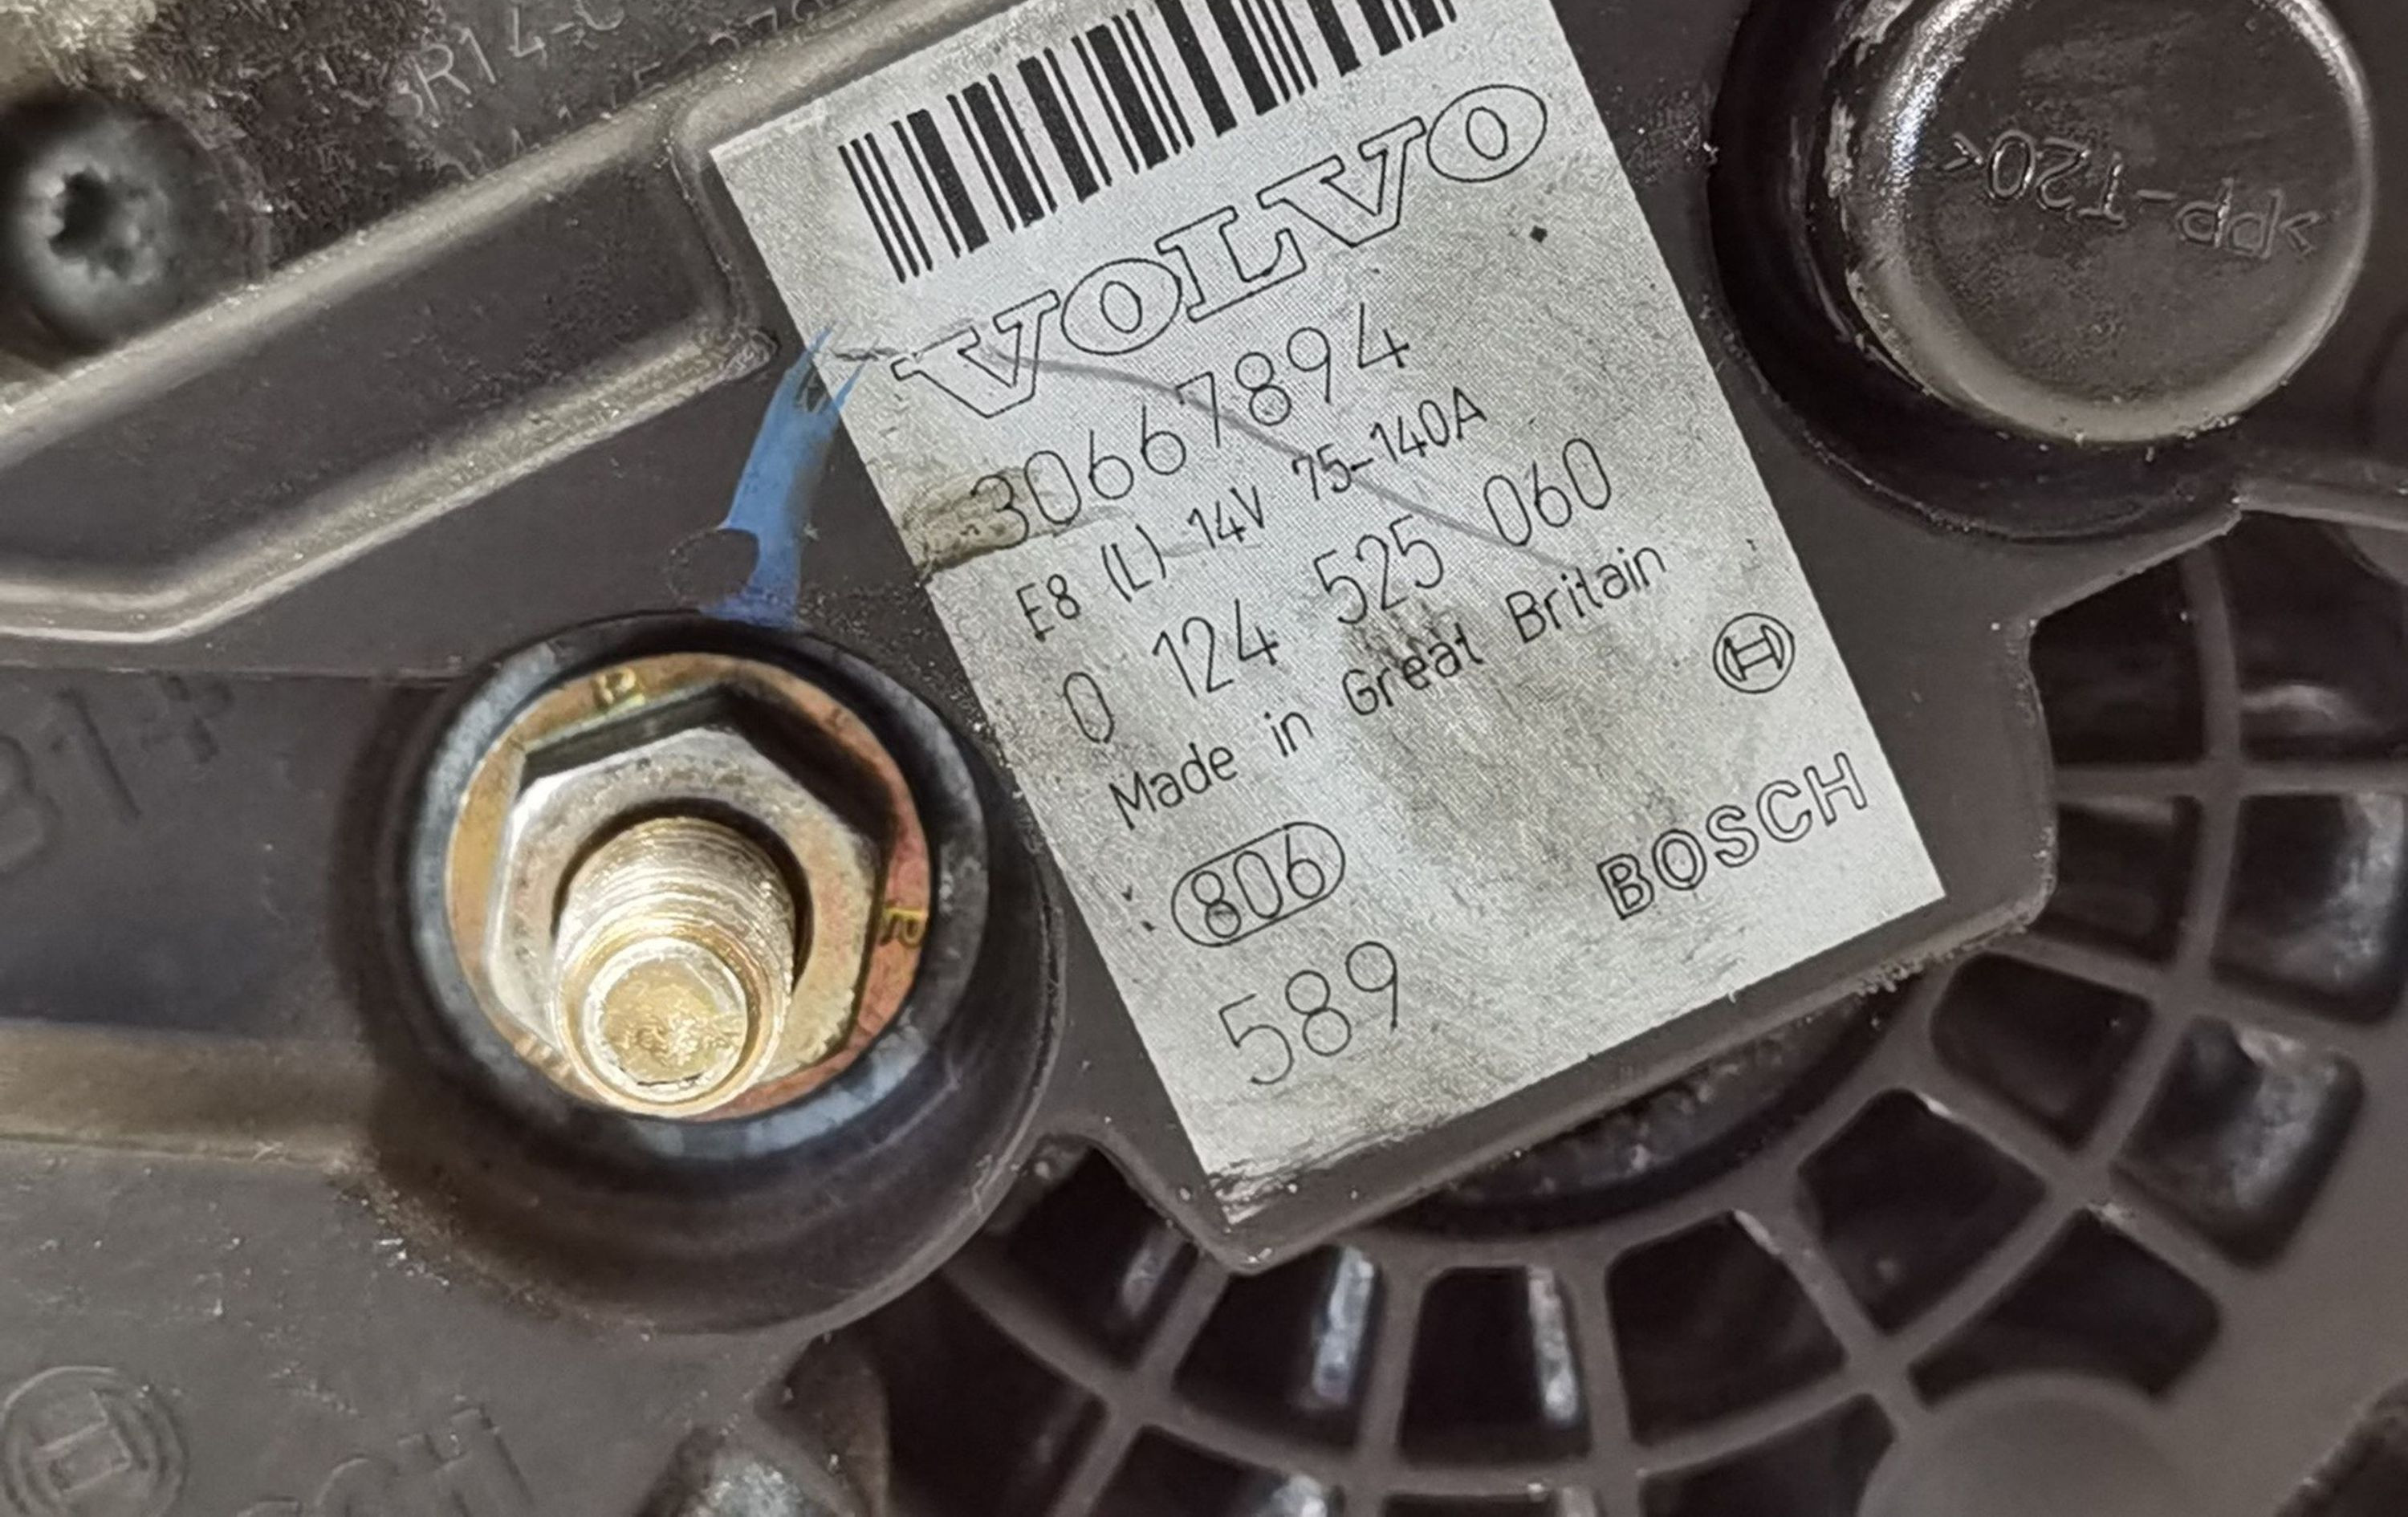 VOLVO
30667894
E8 (L) 14V 75-140A
0 124 525 060
Made in Great Britain
806
BOSCH
589
>PP-T20<